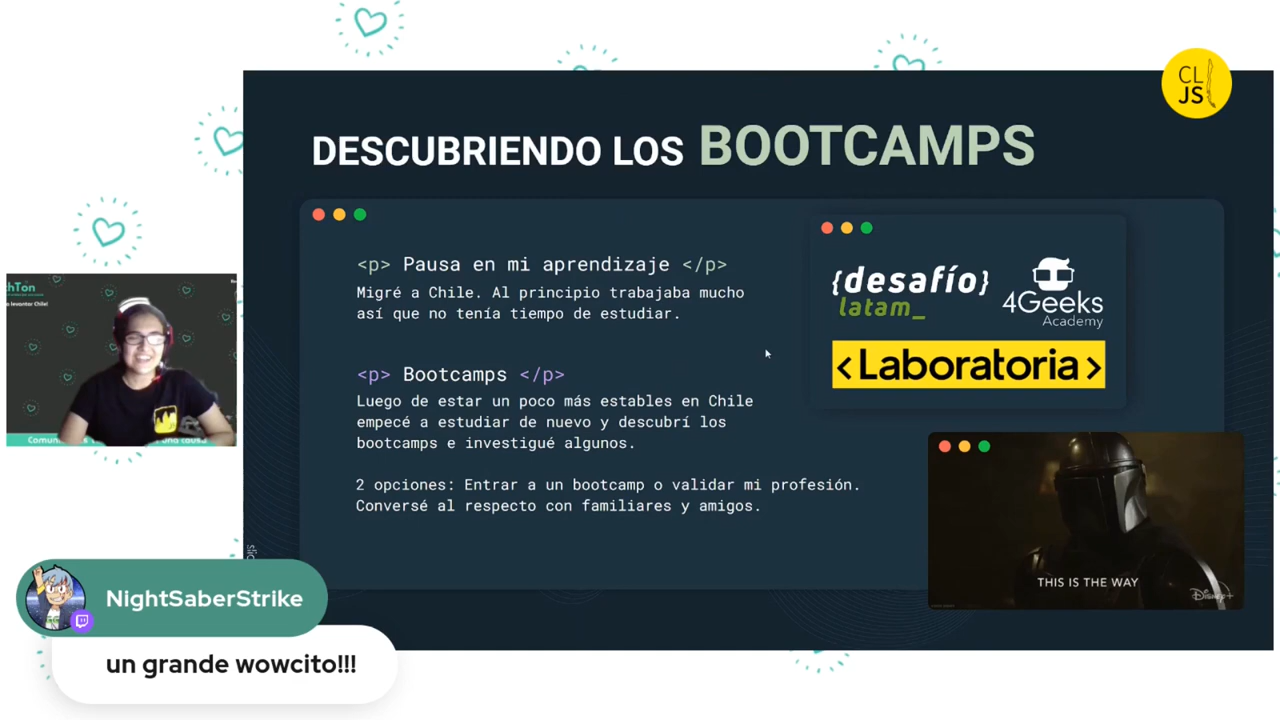 CL
JS
DESCUBRIENDO LOS BOOTCAMPS
<p> Pausa en mi aprendizaje </p>
Migré a Chile. Al principio trabajaba mucho
así que no tenía tiempo de estudiar.
<p> Bootcamps </p>
Luego de estar un poco más estables en Chile
empecé a estudiar de nuevo y descubrí los
bootcamps e investigué algunos.
2 opciones: Entrar a un bootcamp o validar mi profesión.
Conversé al respecto con familiares y amigos.
{desafío}
latam_
4Geeks
Academy
<Laboratoria>
THIS IS THE WAY
Disney+
NightSaberStrike
un grande wowcito!!!